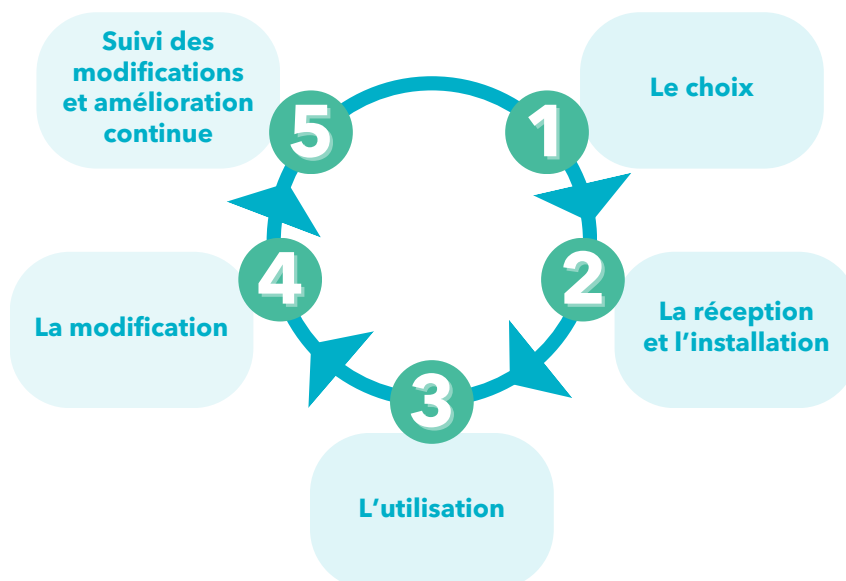 1
Le choix
2
La réception
et l'installation
3
L'utilisation
4
La modification
5
Suivi des
modifications
et amélioration
continue